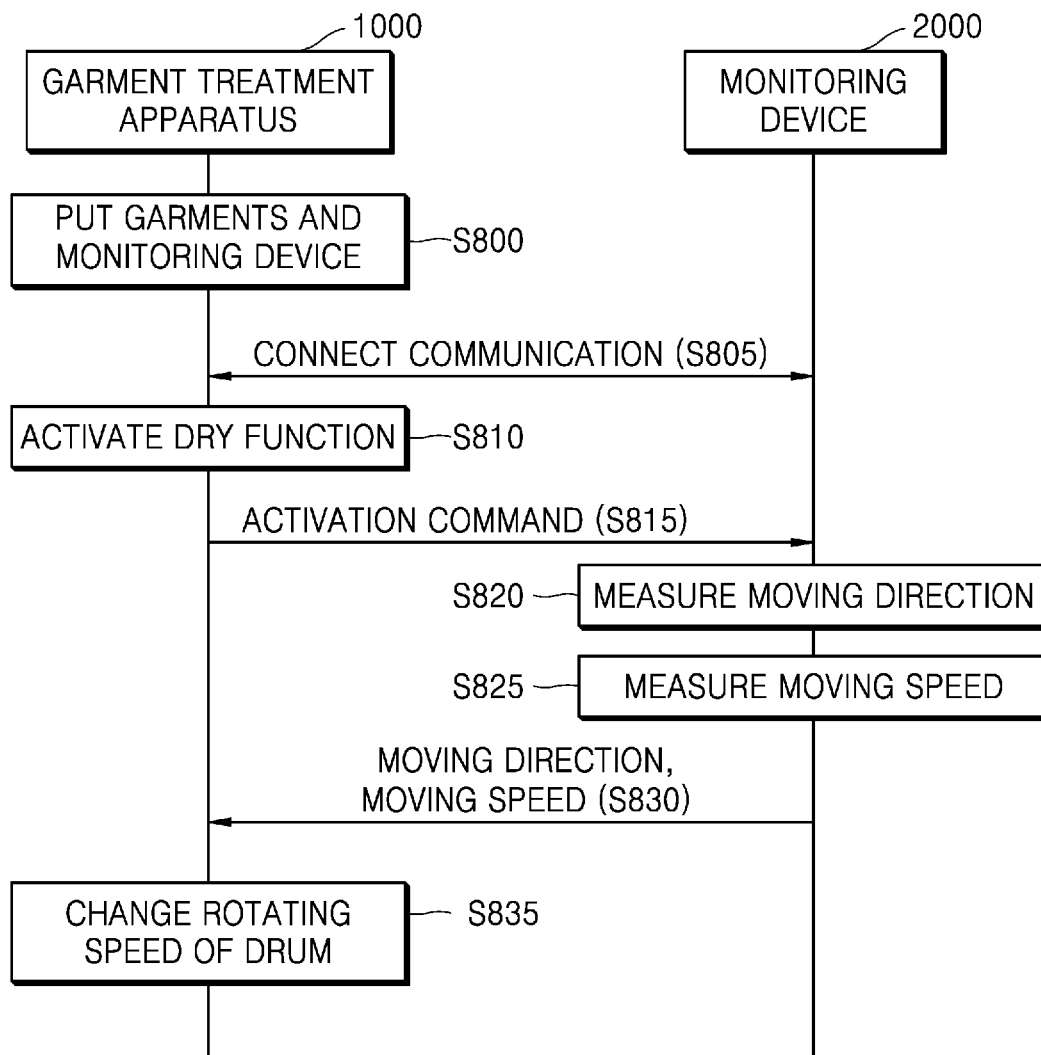 1000
2000
GARMENT TREATMENT
APPARATUS
MONITORING
DEVICE
PUT GARMENTS AND
MONITORING DEVICE
S800
CONNECT COMMUNICATION (S805)
ACTIVATE DRY FUNCTION
S810
ACTIVATION COMMAND (S815)
S820
MEASURE MOVING DIRECTION
S825
MEASURE MOVING SPEED
MOVING DIRECTION,
MOVING SPEED (S830)
CHANGE ROTATING
SPEED OF DRUM
S835